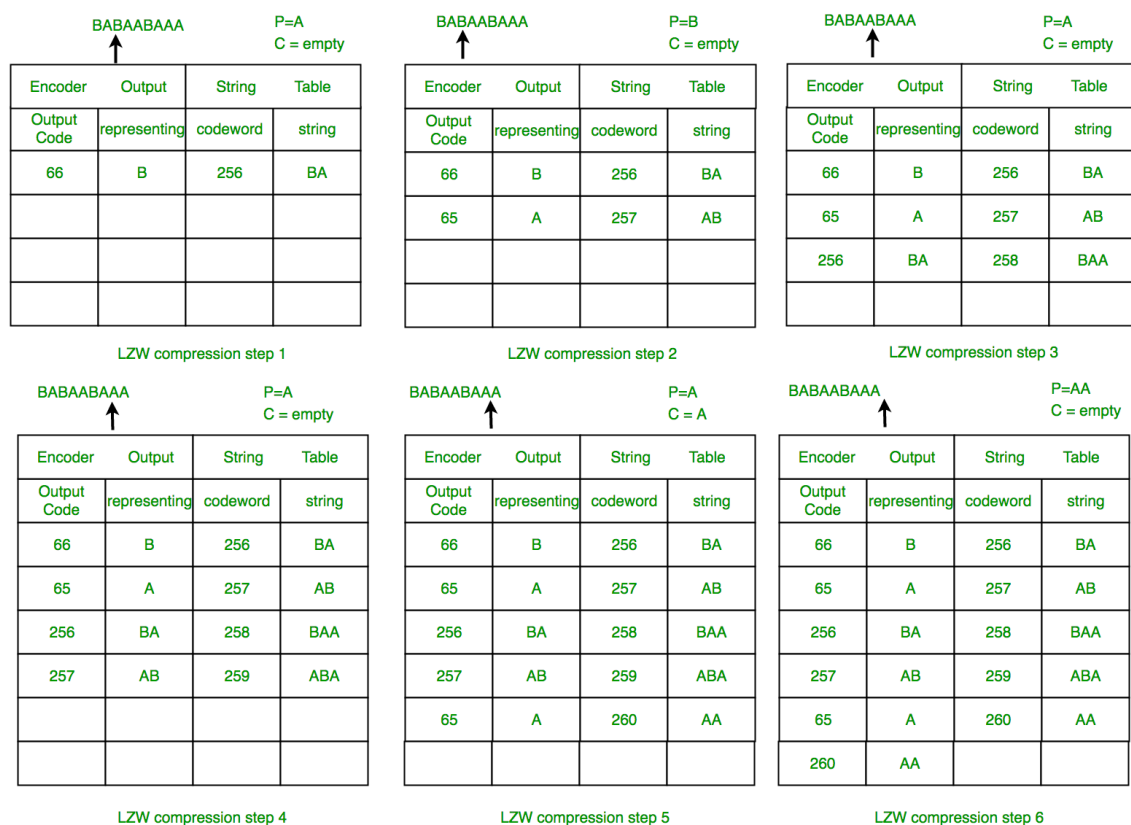 BABAABAAA P=A
C = empty
Encoder Output String Table
Output Code representing codeword string
66 B 256 BA
LZW compression step 1
BABAABAAA P=B
C = empty
Encoder Output String Table
Output Code representing codeword string
66 B 256 BA
65 A 257 AB
LZW compression step 2
BABAABAAA P=A
C = empty
Encoder Output String Table
Output Code representing codeword string
66 B 256 BA
65 A 257 AB
256 BA 258 BAA
LZW compression step 3
BABAABAAA P=A
C = empty
Encoder Output String Table
Output Code representing codeword string
66 B 256 BA
65 A 257 AB
256 BA 258 BAA
257 AB 259 ABA
LZW compression step 4
BABAABAAA P=A
C = A
Encoder Output String Table
Output Code representing codeword string
66 B 256 BA
65 A 257 AB
256 BA 258 BAA
257 AB 259 ABA
65 A 260 AA
LZW compression step 5
BABAABAAA P=AA
C = empty
Encoder Output String Table
Output Code representing codeword string
66 B 256 BA
65 A 257 AB
256 BA 258 BAA
257 AB 259 ABA
65 A 260 AA
260 AA
LZW compression step 6